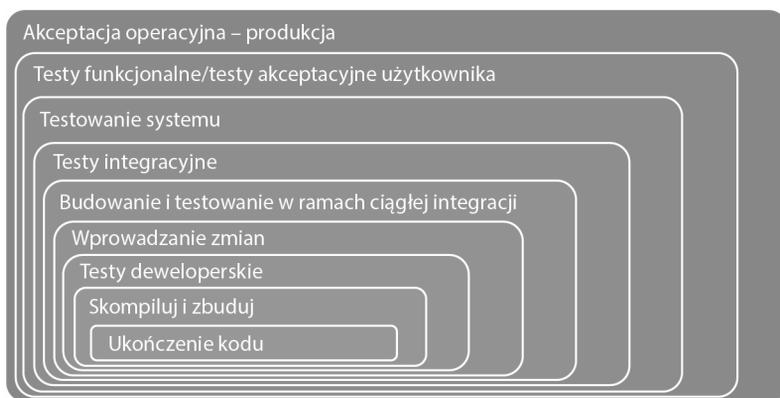 Akceptacja operacyjna – produkcja
Testy funkcjonalne/testy akceptacyjne użytkownika
Testowanie systemu
Testy integracyjne
Budowanie i testowanie w ramach ciągłej integracji
Wprowadzanie zmian
Testy deweloperskie
Skompiluj i zbuduj
Ukończenie kodu